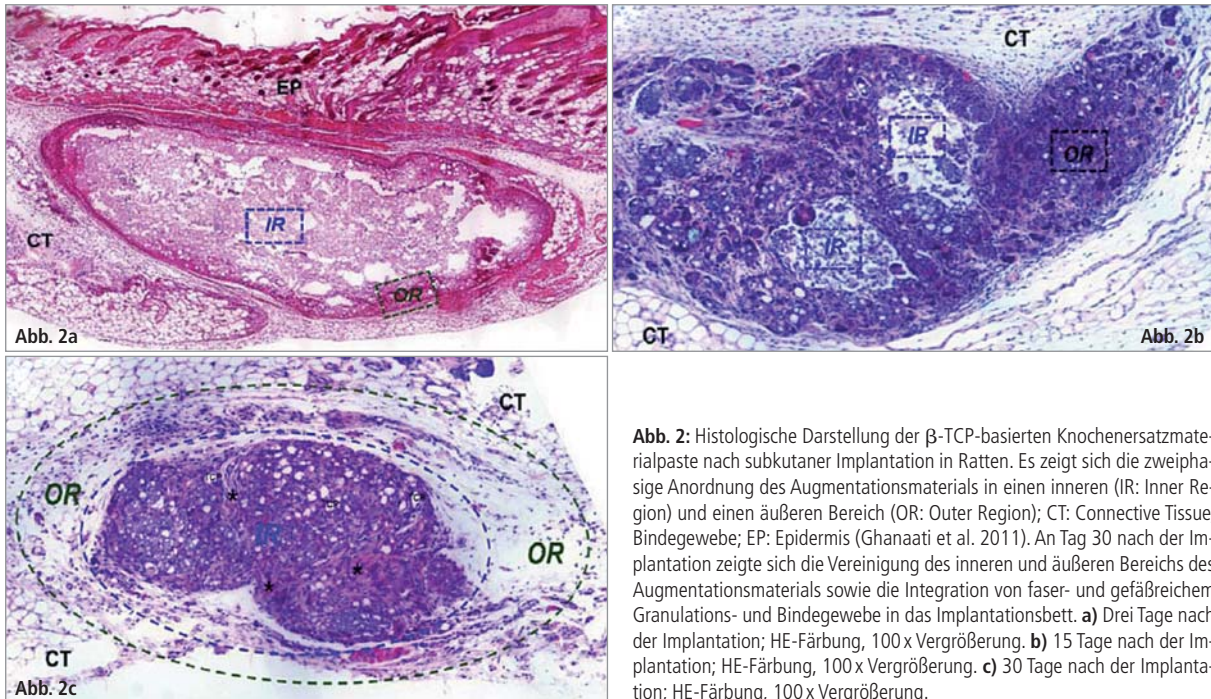 EP
IR
CT
OR
Abb. 2a
CT
IR
OR
IR
CT
Abb. 2b
CT
OR
IR
OR
CT
Abb. 2c
Abb. 2: Histologische Darstellung der β-TCP-basierten Knochenersatzmate-
rialpaste nach subkutaner Implantation in Ratten. Es zeigt sich die zweipha-
sige Anordnung des Augmentationsmaterials in einen inneren (IR: Inner Re-
gion) und einen äußeren Bereich (OR: Outer Region); CT: Connective Tissue
Bindegewebe; EP: Epidermis (Ghanaati et al. 2011). An Tag 30 nach der Im-
plantation zeigte sich die Vereinigung des inneren und äußeren Bereichs des
Augmentationsmaterials sowie die Integration von faser- und gefäßreichem
Granulations- und Bindegewebe in das Implantationsbett. a) Drei Tage nach
der Implantation; HE-Färbung, 100 x Vergrößerung. b) 15 Tage nach der Im-
plantation; HE-Färbung, 100 x Vergrößerung. c) 30 Tage nach der Implanta-
tion; HE-Färbung, 100 x Vergrößerung.